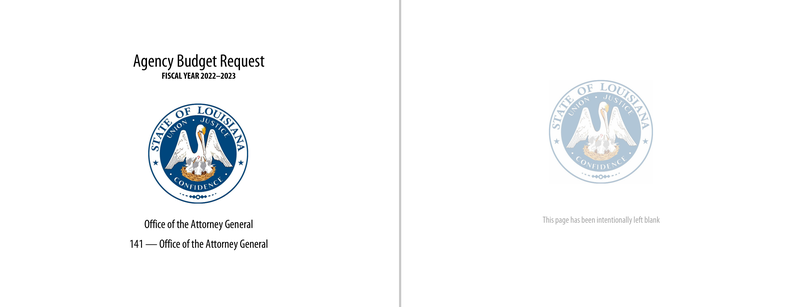 Agency Budget Request
FISCAL YEAR 2022–2023
STATE OF LOUISIANA
UNION • JUSTICE
CONFIDENCE
Office of the Attorney General
141 — Office of the Attorney General
STATE OF LOUISIANA
UNION • JUSTICE
CONFIDENCE
This page has been intentionally left blank